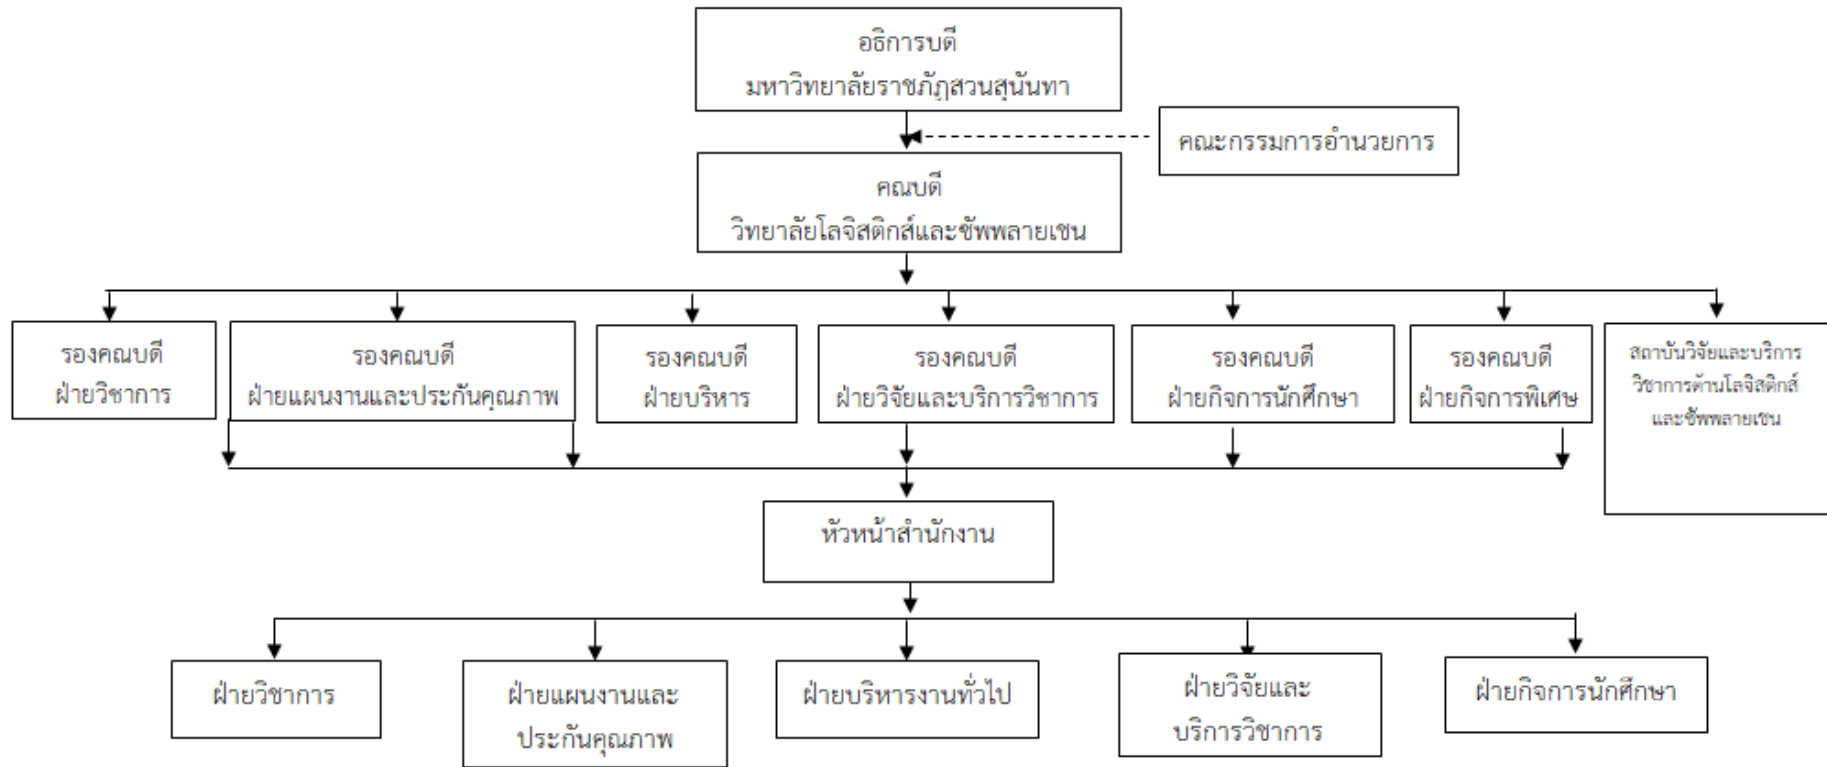 อธิการบดี
มหาวิทยาลัยราชภัฏสวนสุนันทา
คณะกรรมการอำนวยการ
คณบดี
วิทยาลัยโลจิสติกส์และซัพพลายเชน
รองคณบดี
ฝ่ายวิชาการ
รองคณบดี
ฝ่ายแผนงานและประกันคุณภาพ
รองคณบดี
ฝ่ายบริหาร
รองคณบดี
ฝ่ายวิจัยและบริการวิชาการ
รองคณบดี
ฝ่ายกิจการนักศึกษา
รองคณบดี
ฝ่ายกิจการพิเศษ
สถาบันวิจัยและบริการ
วิชาการด้านโลจิสติกส์
และซัพพลายเชน
หัวหน้าสำนักงาน
ฝ่ายวิชาการ
ฝ่ายแผนงานและ
ประกันคุณภาพ
ฝ่ายบริหารงานทั่วไป
ฝ่ายวิจัยและ
บริการวิชาการ
ฝ่ายกิจการนักศึกษา